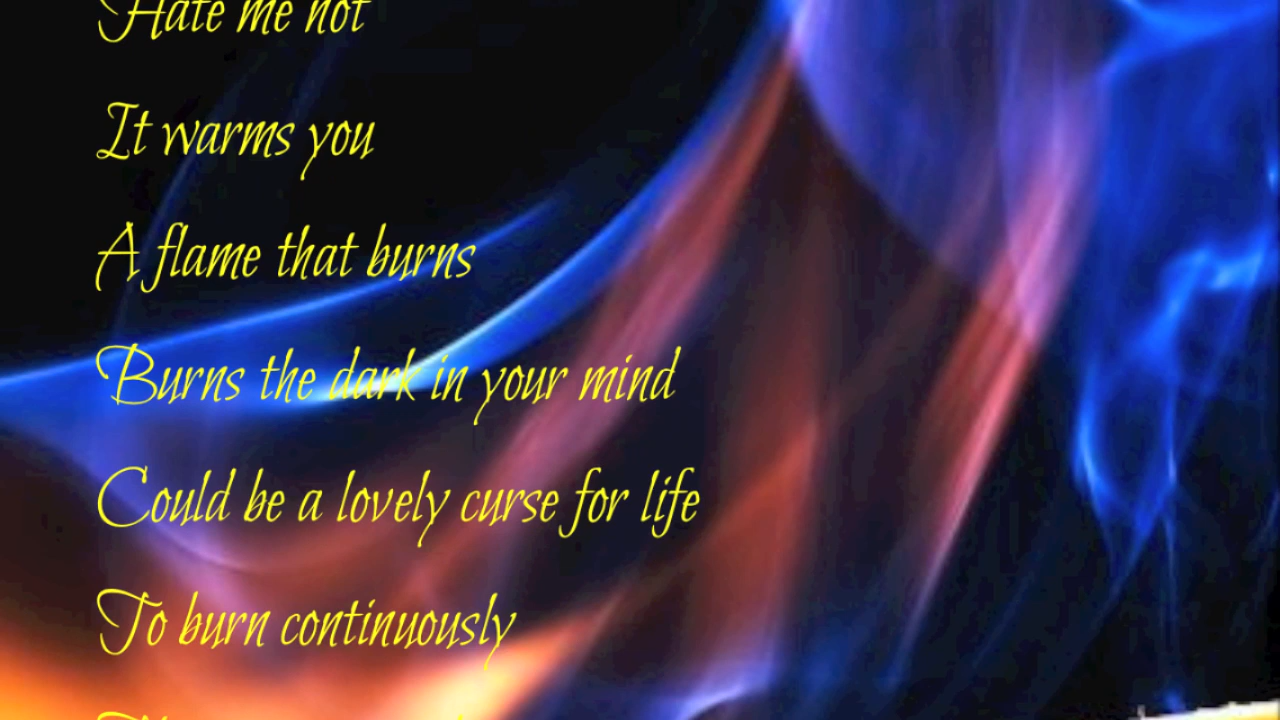 Hate me not
It warms you
A flame that burns
Burns the dark in your mind
Could be a lovely curse for life
To burn continuously